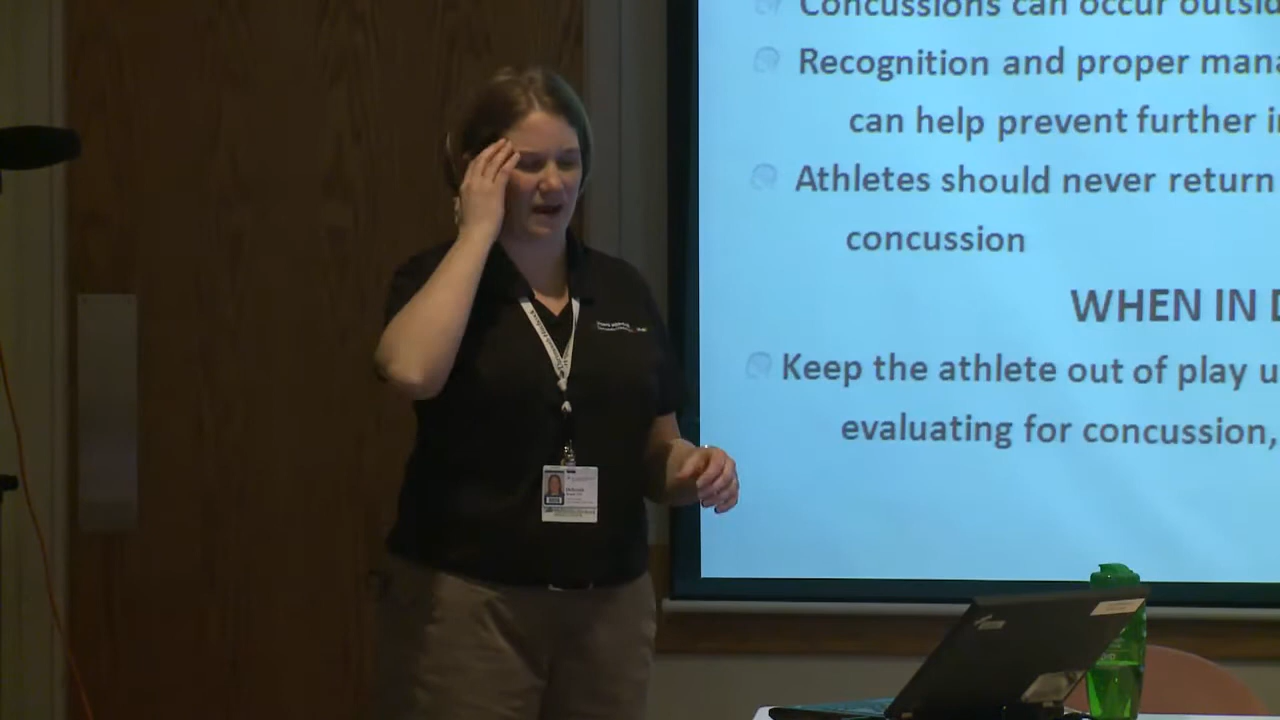 Concussions can occur outsid
Recognition and proper mana
can help prevent further i
Athletes should never return
concussion
WHEN IN D
Keep the athlete out of play u
evaluating for concussion,